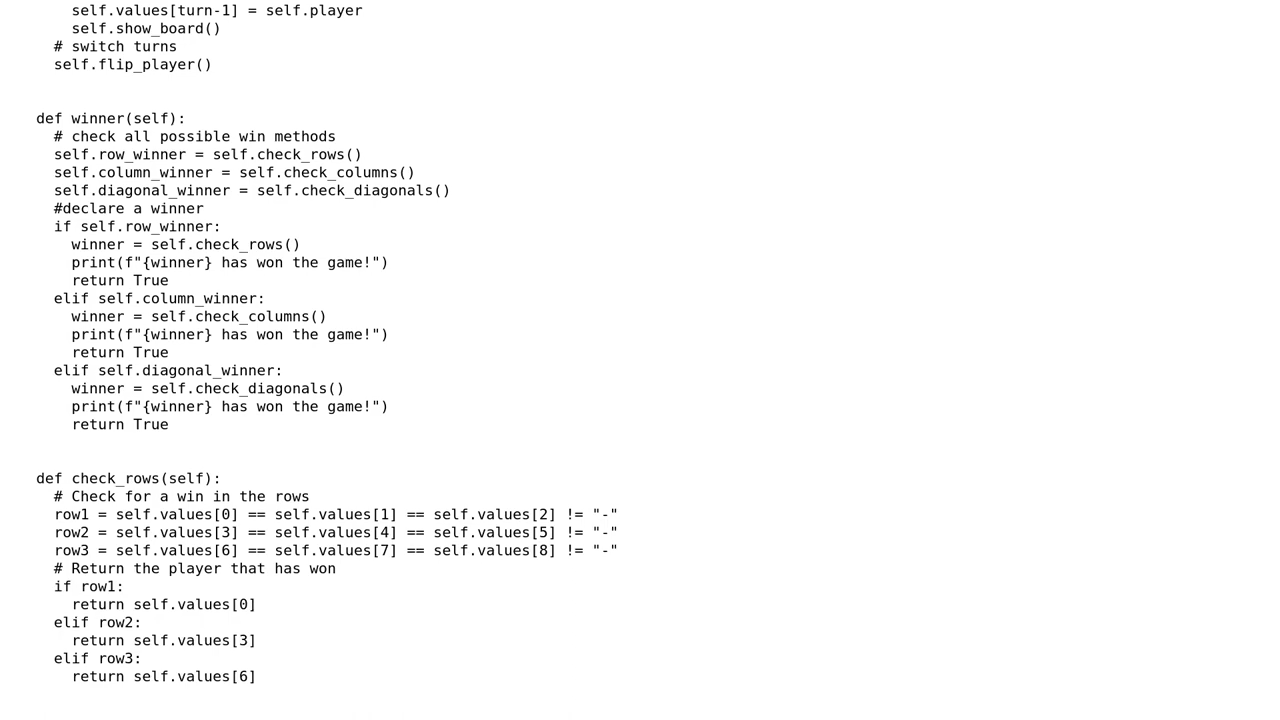 self.values[turn-1] = self.player
self.show_board()
# switch turns
self.flip_player()
def winner(self):
# check all possible win methods
self.row_winner = self.check_rows()
self.column_winner = self.check_columns()
self.diagonal_winner = self.check_diagonals()
#declare a winner
if self.row_winner:
winner = self.check_rows()
print(f"{winner} has won the game!")
return True
elif self.column_winner:
winner = self.check_columns()
print(f"{winner} has won the game!")
return True
elif self.diagonal_winner:
winner = self.check_diagonals()
print(f"{winner} has won the game!")
return True
def check_rows(self):
# Check for a win in the rows
row1 = self.values[0] == self.values[1] == self.values[2] != "-"
row2 = self.values[3] == self.values[4] == self.values[5] != "-"
row3 = self.values[6] == self.values[7] == self.values[8] != "-"
# Return the player that has won
if row1:
return self.values[0]
elif row2:
return self.values[3]
elif row3:
return self.values[6]